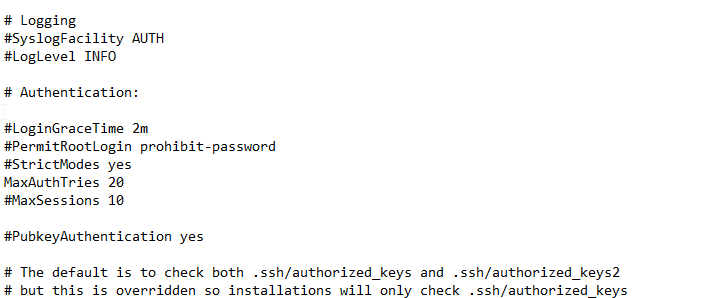 # Logging
#SyslogFacility AUTH
#LogLevel INFO
# Authentication:
#LoginGraceTime 2m
#PermitRootLogin prohibit-password
#StrictModes yes
MaxAuthTries 20
#MaxSessions 10
#PubkeyAuthentication yes
# The default is to check both .ssh/authorized_keys and .ssh/authorized_keys2
# but this is overridden so installations will only check .ssh/authorized_keys